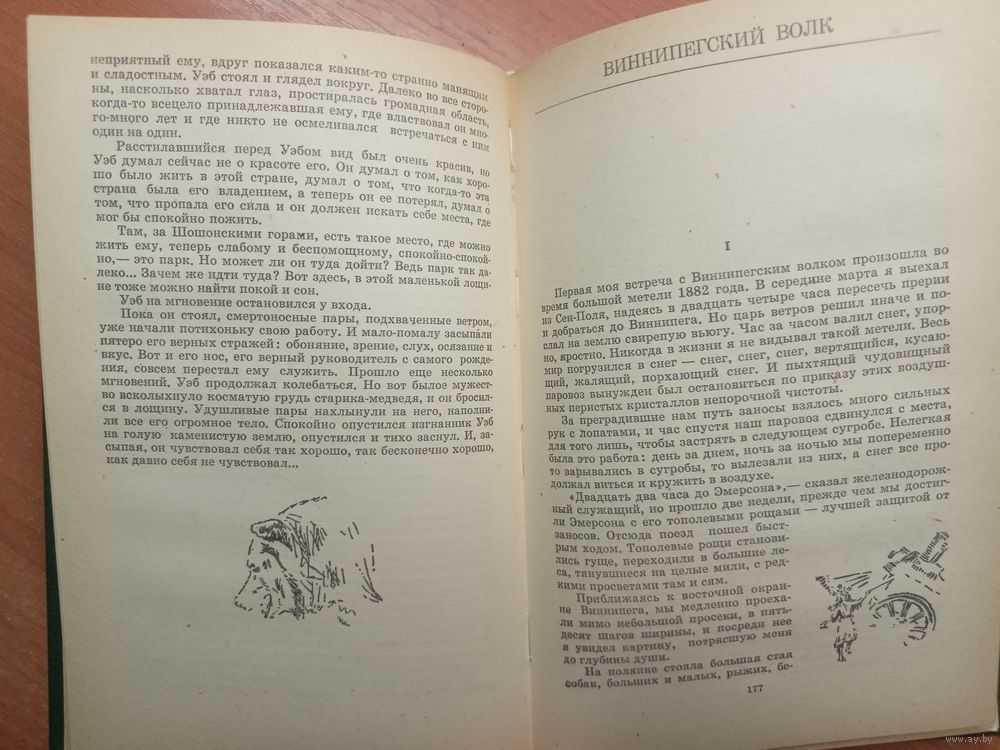 неприятный ему, вдруг показался каким-то странно манящим
и сладостным. Уэб стоял и глядел вокруг. Далеко во все сторо-
ны, насколько хватал глаз, простиралась громадная область,
когда-то всецело принадлежавшая ему, где властвовал он мно-
го-много лет и где никто не осмеливался встречаться с ним
один на один.
Расстилавшийся перед Уэбом вид был очень красив, но
Уэб думал сейчас не о красоте его. Он думал о том, как хоро-
шо было жить в этой стране, думал о том, что когда-то эта
страна была его владением, а теперь он ее потерял, думал о
том, что пропала его сила и он должен искать себе места, где
мог бы спокойно пожить.
Там, за Шошонскими горами, есть такое место, где можно
жить ему, теперь слабому и беспомощному, спокойно-спокой-
но,— это парк. Но может ли он туда дойти? Ведь парк так да-
леко... Зачем же идти туда? Вот здесь, в этой маленькой лощи-
не тоже можно найти покой и сон.
Уэб на мгновение остановился у входа.
Пока он стоял, смертоносные пары, подхваченные ветром,
уже начали потихоньку свою работу. И мало-помалу засыпали
пятеро его верных стражей: обоняние, зрение, слух, осязание и
вкус. Вот и его нос, его верный руководитель с самого рожде-
ния, совсем перестал ему служить. Прошло еще несколько
мгновений. Уэб продолжал колебаться. Но вот былое мужест-
во всколыхнуло косматую грудь старика-медведя, и он бросил-
ся в лощину. Удушливые пары нахлынули на него, наполни-
ли все его огромное тело. Спокойно опустился изгнанник Уэб
на голую каменистую землю, опустился и тихо заснул. И, за-
сыпая, он чувствовал себя так хорошо, так бесконечно хорошо,
как давно себя не чувствовал...
ВИННИПЕГСКИЙ ВОЛК
I
Первая моя встреча с Виннипегским волком произошла во
время большой метели 1882 года. В середине марта я выехал
из Сен-Поля, надеясь в двадцать четыре часа пересечь прерии
и добраться до Виннипега. Но царь ветров решил иначе и по-
слал на землю свирепую вьюгу. Час за часом валил снег, упор-
но, яростно. Никогда в жизни я не видывал такой метели. Весь
мир погрузился в снег — снег, снег, снег, вертящийся, кусаю-
щий, жалящий, порхающий снег. И пыхтящий чудовищный
паровоз вынужден был остановиться по приказу этих воздуш-
ных перистых кристаллов непорочной чистоты.
За преградившие нам путь заносы взялось много сильных
рук с лопатами, и час спустя наш паровоз сдвинулся с места,
для того лишь, чтобы застрять в следующем сугробе. Нелегкая
была это работа: день за днем, ночь за ночью мы попеременно
то зарывались в сугробы, то вылезали из них, а снег все про-
должал виться и кружить в воздухе.
«Двадцать два часа до Эмерсона»,— сказал железнодорож-
ный служащий, но прошло две недели, прежде чем мы достиг-
ли Эмерсона с его тополевыми рощами — лучшей защитой от
заносов. Отсюда поезд пошел быст-
рым ходом. Тополевые рощи станови-
лись гуще, переходили в большие ле-
са, тянувшиеся на целые мили, с ред-
кими просветами там и сям.
Приближаясь к восточной окраи-
не Виннипега, мы медленно проеха-
ли мимо небольшой просеки, в пять-
десят шагов ширины, и посреди нее
я увидел картину, потрясшую меня
до глубины души.
На полянке стояла большая стая
собак, больших и малых, рыжих, бе-
177
www.ay.by